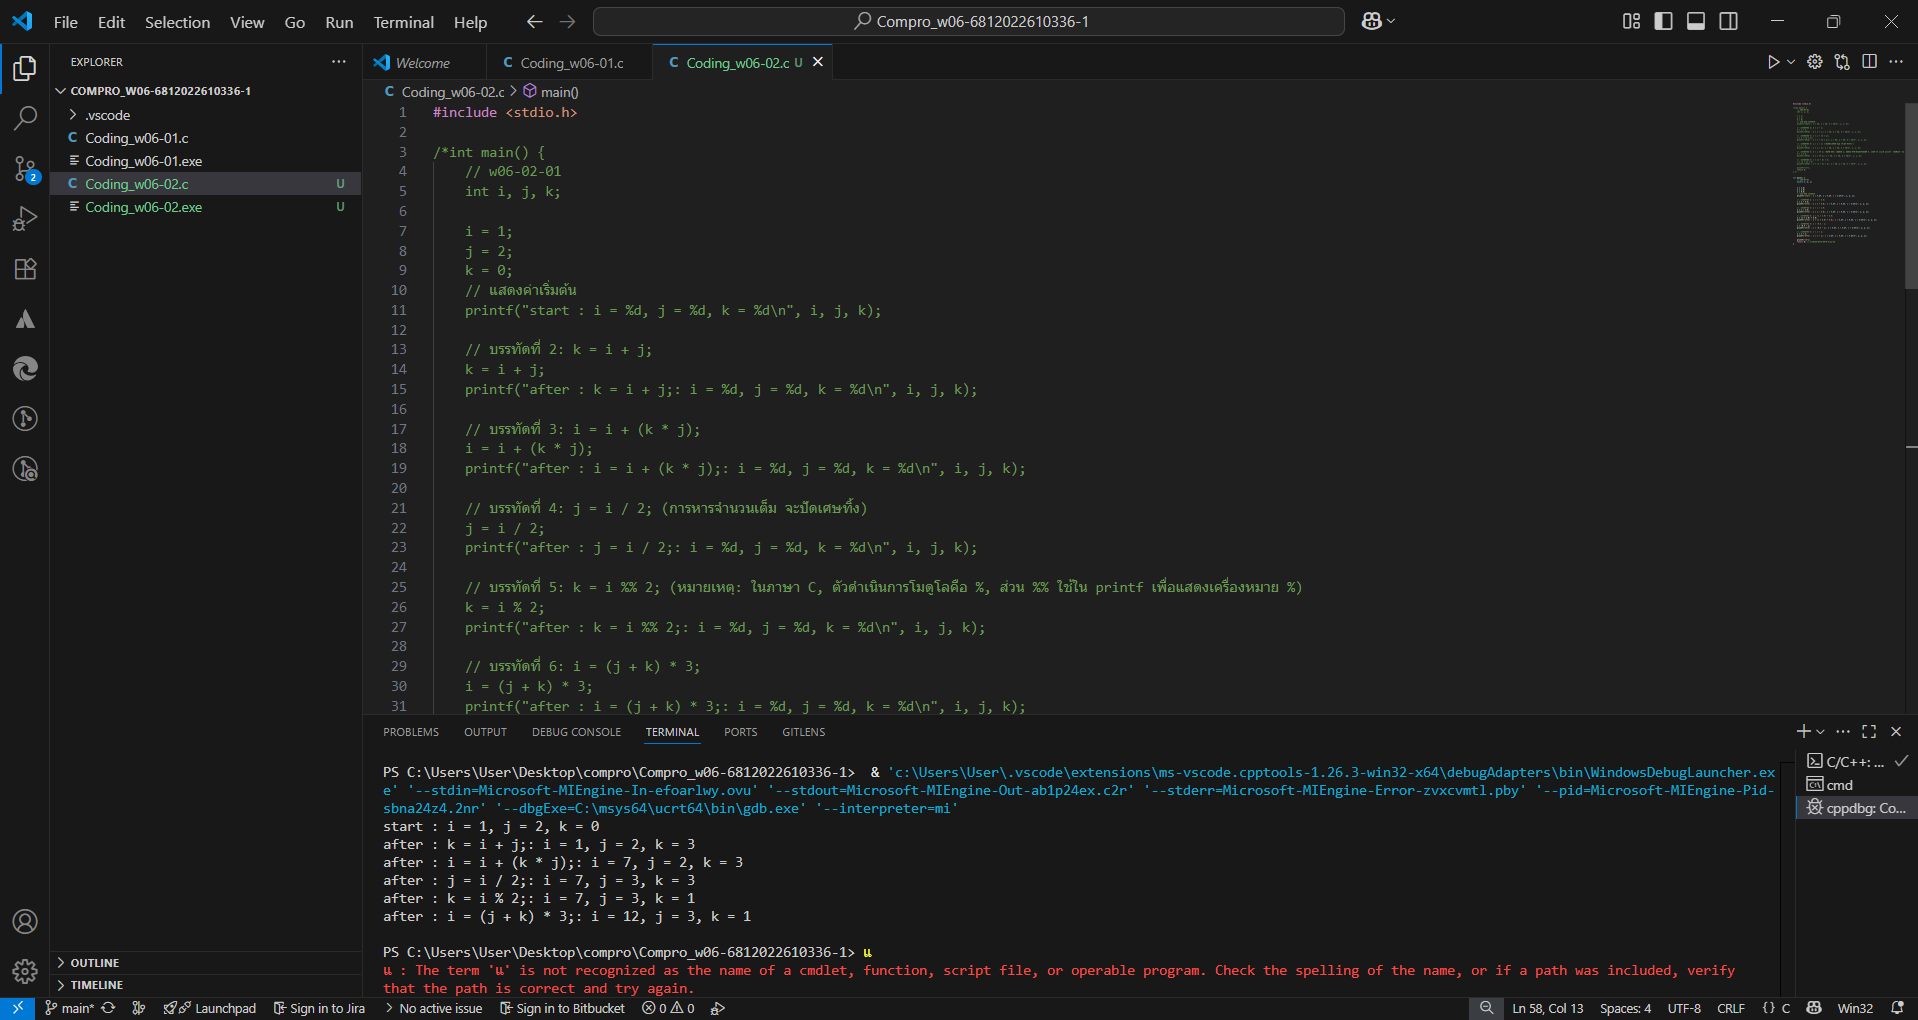 File Edit Selection View Go Run Terminal Help
Compro_w06-6812022610336-1
EXPLORER
COMPRO_W06-6812022610336-1
.vscode
Coding_w06-01.c
Coding_w06-01.exe
Coding_w06-02.c U
Coding_w06-02.exe U
OUTLINE
TIMELINE
2
Welcome
C Coding_w06-01.c
C Coding_w06-02.c U
C Coding_w06-02.c > main()
1 #include <stdio.h>
2
3 /*int main() {
4 // w06-02-01
5 int i, j, k;
6
7 i = 1;
8 j = 2;
9 k = 0;
10 // แสดงค่าเริ่มต้น
11 printf("start : i = %d, j = %d, k = %d\n", i, j, k);
12
13 // บรรทัดที่ 2: k = i + j;
14 k = i + j;
15 printf("after : k = i + j;: i = %d, j = %d, k = %d\n", i, j, k);
16
17 // บรรทัดที่ 3: i = i + (k * j);
18 i = i + (k * j);
19 printf("after : i = i + (k * j);: i = %d, j = %d, k = %d\n", i, j, k);
20
21 // บรรทัดที่ 4: j = i / 2; (การหารจำนวนเต็ม จะปัดเศษทิ้ง)
22 j = i / 2;
23 printf("after : j = i / 2;: i = %d, j = %d, k = %d\n", i, j, k);
24
25 // บรรทัดที่ 5: k = i %% 2; (หมายเหตุ: ในภาษา C, ตัวดำเนินการโมดูโลคือ %, ส่วน %% ใช้ใน printf เพื่อแสดงเครื่องหมาย %)
26 k = i % 2;
27 printf("after : k = i %% 2;: i = %d, j = %d, k = %d\n", i, j, k);
28
29 // บรรทัดที่ 6: i = (j + k) * 3;
30 i = (j + k) * 3;
31 printf("after : i = (j + k) * 3;: i = %d, j = %d, k = %d\n", i, j, k);
PROBLEMS OUTPUT DEBUG CONSOLE TERMINAL PORTS GITLENS
PS C:\Users\User\Desktop\compro\Compro_w06-6812022610336-1> & 'c:\Users\User\.vscode\extensions\ms-vscode.cpptools-1.26.3-win32-x64\debugAdapters\bin\WindowsDebugLauncher.ex
e' '--stdin=Microsoft-MIEngine-In-efoarlwy.ovu' '--stdout=Microsoft-MIEngine-Out-ab1p24ex.c2r' '--stderr=Microsoft-MIEngine-Error-zvxcvmtl.pby' '--pid=Microsoft-MIEngine-Pid-
sbna24z4.2nr' '--dbgExe=C:\msys64\ucrt64\bin\gdb.exe' '--interpreter=mi'
start : i = 1, j = 2, k = 0
after : k = i + j;: i = 1, j = 2, k = 3
after : i = i + (k * j);: i = 7, j = 2, k = 3
after : j = i / 2;: i = 7, j = 3, k = 3
after : k = i % 2;: i = 7, j = 3, k = 1
after : i = (j + k) * 3;: i = 12, j = 3, k = 1
PS C:\Users\User\Desktop\compro\Compro_w06-6812022610336-1> แ
แ : The term 'แ' is not recognized as the name of a cmdlet, function, script file, or operable program. Check the spelling of the name, or if a path was included, verify
that the path is correct and try again.
C/C++: ...
cmd
cppdbg: Co...
main* Launchpad Sign in to Jira No active issue Sign in to Bitbucket 0 0 Ln 58, Col 13 Spaces: 4 UTF-8 CRLF {} C Win32